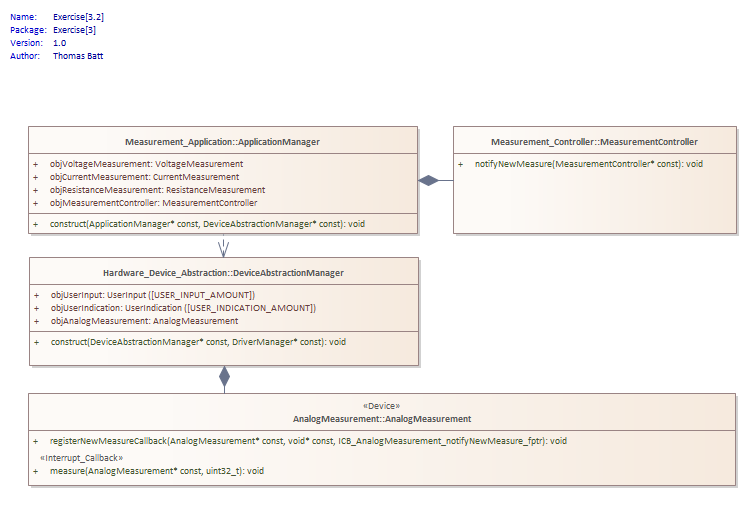 Name: Exercise[3.2]
Package: Exercise[3]
Version: 1.0
Author: Thomas Batt
Measurement_Application::ApplicationManager
+ objVoltageMeasurement: VoltageMeasurement
+ objCurrentMeasurement: CurrentMeasurement
+ objResistanceMeasurement: ResistanceMeasurement
+ objMeasurementController: MeasurementController
+ construct(ApplicationManager* const, DeviceAbstractionManager* const): void
Measurement_Controller::MeasurementController
+ notifyNewMeasure(MeasurementController* const): void
Hardware_Device_Abstraction::DeviceAbstractionManager
+ objUserInput: UserInput ([USER_INPUT_AMOUNT])
+ objUserIndication: UserIndication ([USER_INDICATION_AMOUNT])
+ objAnalogMeasurement: AnalogMeasurement
+ construct(DeviceAbstractionManager* const, DriverManager* const): void
«Device»
AnalogMeasurement::AnalogMeasurement
+ registerNewMeasureCallback(AnalogMeasurement* const, void* const, ICB_AnalogMeasurement_notifyNewMeasure_fptr): void
«Interrupt_Callback»
+ measure(AnalogMeasurement* const, uint32_t): void